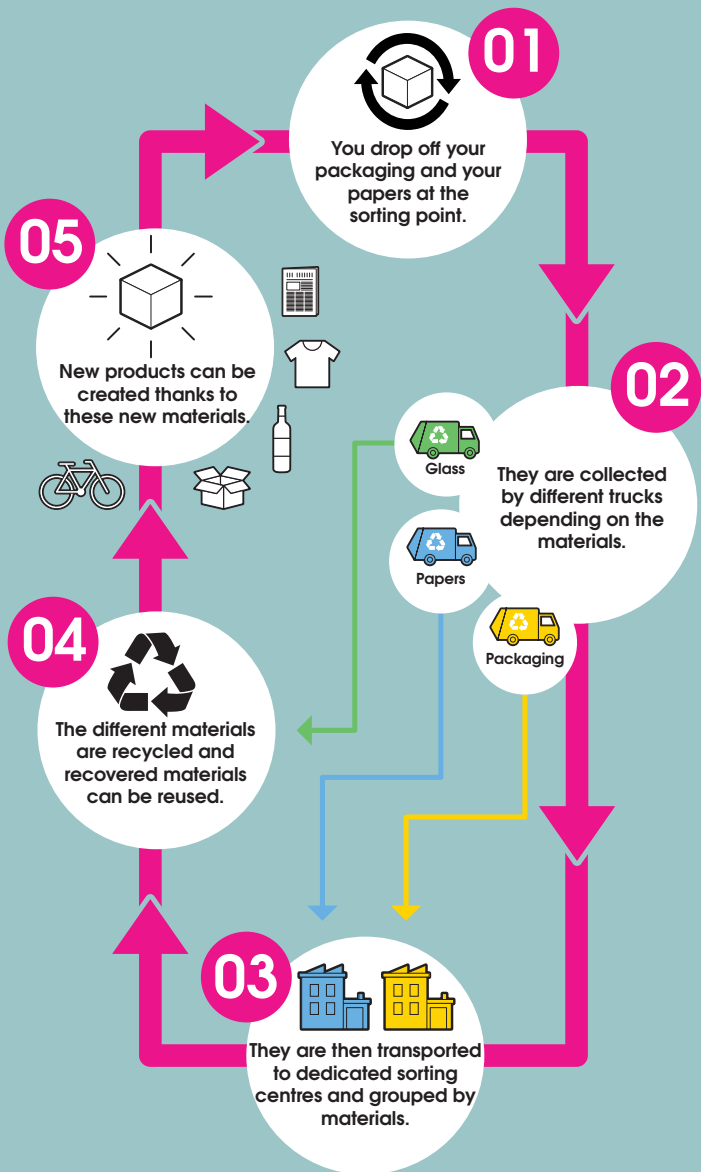 01
You drop off your
packaging and your
papers at the
sorting point.
02
They are collected
by different trucks
depending on the
materials.
Glass
Papers
Packaging
03
They are then transported
to dedicated sorting
centres and grouped by
materials.
04
The different materials
are recycled and
recovered materials
can be reused.
05
New products can be
created thanks to
these new materials.